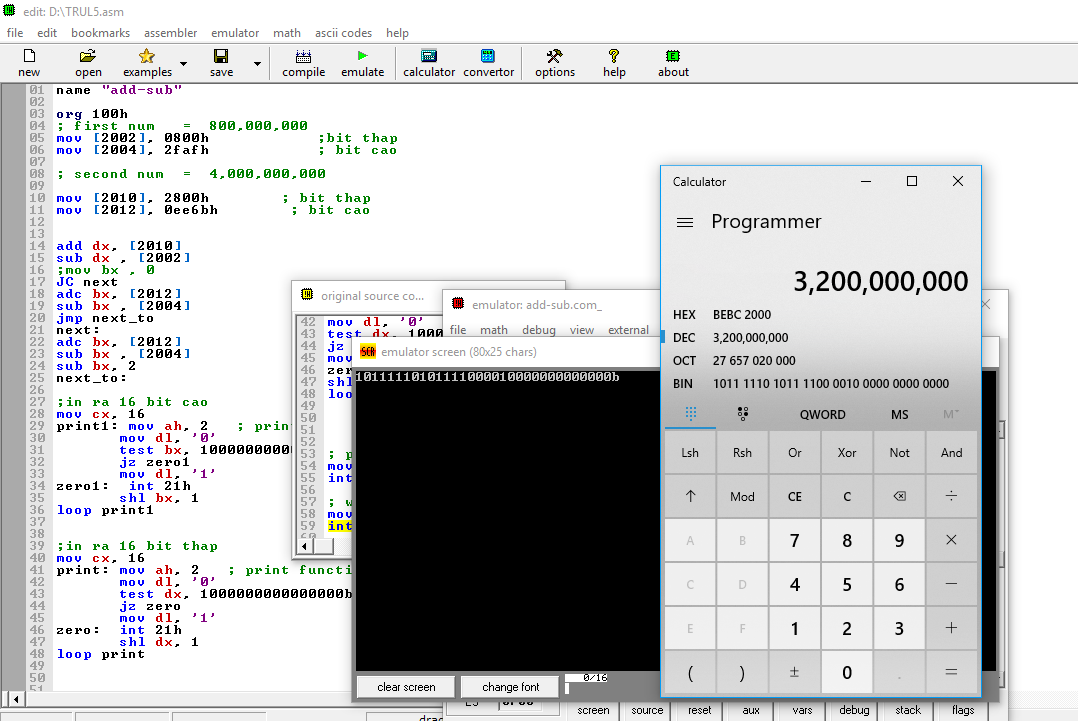 edit: D:\TRUL5.asm
file edit bookmarks assembler emulator math ascii codes help
new open examples save compile emulate calculator convertor options help about
01 name "add-sub"
02
03 org 100h
04 ; first num = 800,000,000
05 mov [2002], 0800h ;bit thap
06 mov [2004], 2fafh ; bit cao
07
08 ; second num = 4,000,000,000
09
10 mov [2010], 2800h ; bit thap
11 mov [2012], 0ee6bh ; bit cao
12
13
14 add dx, [2010]
15 sub dx , [2002]
16 ;mov bx , 0
17 JC next
18 adc bx, [2012]
19 sub bx , [2004]
20 jmp next_to
21 next:
22 adc bx, [2012]
23 sub bx , [2004]
24 sub bx, 2
25 next_to:
26
27 ;in ra 16 bit cao
28 mov cx, 16
29 print1: mov ah, 2 ; prin
30 mov dl, '0'
31 test bx, 1000000000
32 jz zero1
33 mov dl, '1'
34 zero1: int 21h
35 shl bx, 1
36 loop print1
37
38
39 ;in ra 16 bit thap
40 mov cx, 16
41 print: mov ah, 2 ; print functi
42 mov dl, '0'
43 test dx, 1000000000000000b
44 jz zero
45 mov dl, '1'
46 zero: int 21h
47 shl dx, 1
48 loop print
49
50
51
original source co...
42 mov dl, '0'
43 test dx, 1000
44 jz
45 mov
46 zer
47 shl
48 loo
49
50
51
52
53 ; p
54 mov
55 int
56
57 ; w
58 mov
59 int
60
emulator: add-sub.com_
file math debug view external
emulator screen (80x25 chars)
10111110101111000010000000000000b
clear screen change font 0/16
screen source reset aux vars debug stack flags
Calculator
Programmer
3,200,000,000
HEX BEBC 2000
DEC 3,200,000,000
OCT 27 657 020 000
BIN 1011 1110 1011 1100 0010 0000 0000 0000
QWORD MS M˅
Lsh Rsh Or Xor Not And
↑ Mod CE C ⌫ ÷
A B 7 8 9 ×
C D 4 5 6 −
E F 1 2 3 +
( ) ± 0 . =